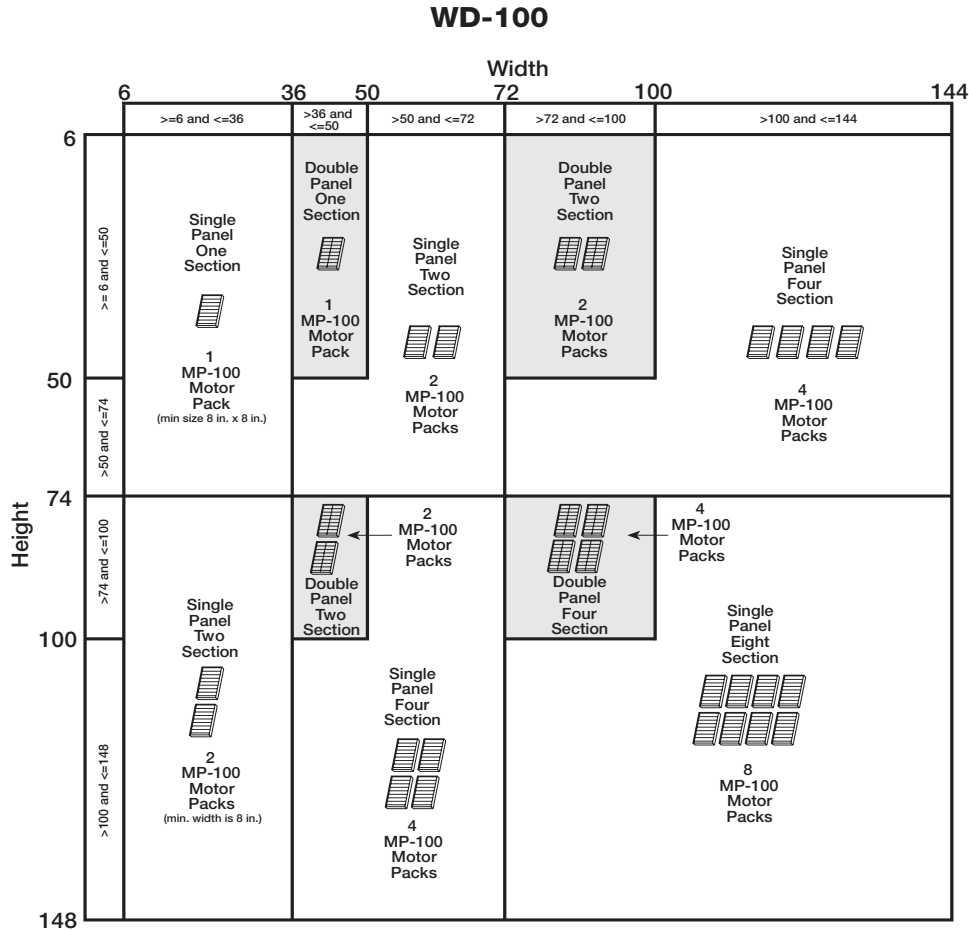 WD-100
Width
6
36
50
72
100
144
>=6 and <=36
>36 and
<=50
>50 and <=72
>72 and <=100
>100 and <=144
6
>= 6 and <=50
50
>50 and <=74
74
Height
>74 and <=100
100
>100 and <=148
148
Single
Panel
One
Section
1
MP-100
Motor
Pack
(min size 8 in. x 8 in.)
Double
Panel
One
Section
1
MP-100
Motor
Pack
Single
Panel
Two
Section
2
MP-100
Motor
Packs
Double
Panel
Two
Section
2
MP-100
Motor
Packs
Single
Panel
Four
Section
4
MP-100
Motor
Packs
Single
Panel
Two
Section
2
MP-100
Motor
Packs
(min. width is 8 in.)
Double
Panel
Two
Section
2
MP-100
Motor
Packs
Single
Panel
Four
Section
4
MP-100
Motor
Packs
Double
Panel
Four
Section
4
MP-100
Motor
Packs
Single
Panel
Eight
Section
8
MP-100
Motor
Packs